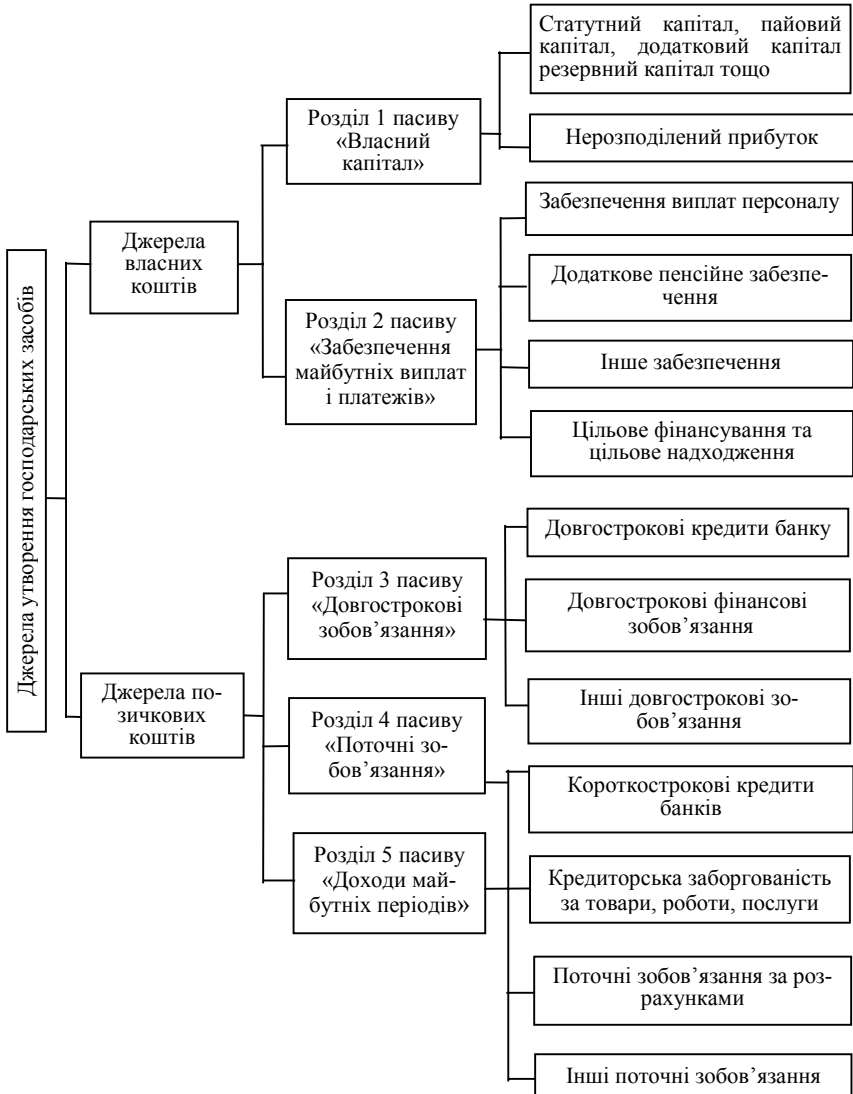 Джерела утворення господарських засобів
Джерела
власних
коштів
Розділ 1 пасиву
«Власний
капітал»
Статутний капітал, пайовий
капітал, додатковий капітал
резервний капітал тощо
Нерозподілений прибуток
Розділ 2 пасиву
«Забезпечення
майбутніх виплат
і платежів»
Забезпечення виплат персоналу
Додаткове пенсійне забезпе-
чення
Інше забезпечення
Цільове фінансування та
цільове надходження
Джерела по-
зичкових
коштів
Розділ 3 пасиву
«Довгострокові
зобов’язання»
Довгострокові кредити банку
Довгострокові фінансові
зобов’язання
Інші довгострокові зо-
бов’язання
Розділ 4 пасиву
«Поточні зо-
бов’язання»
Короткострокові кредити
банків
Розділ 5 пасиву
«Доходи май-
бутніх періодів»
Кредиторська заборгованість
за товари, роботи, послуги
Поточні зобов’язання за роз-
рахунками
Інші поточні зобов’язання